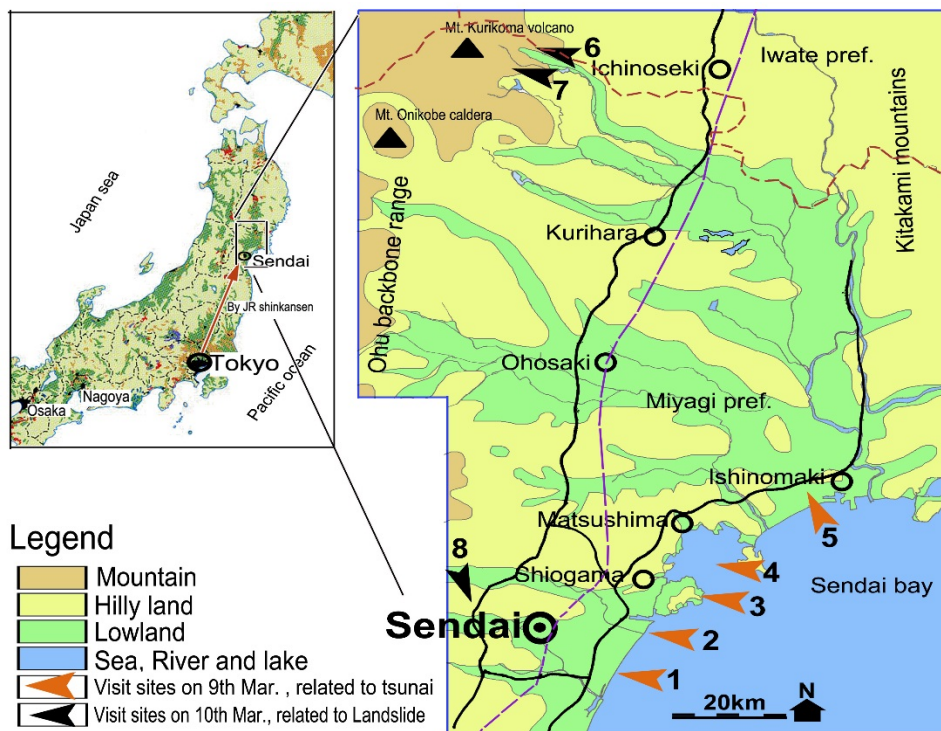 Japan sea
Sendai
By JR shinkansen
Tokyo
Pacific ocean
Nagoya
Osaka
Mt. Kurikoma volcano
6
Iwate pref.
Ichinoseki
7
Mt. Onikobe caldera
Kitakami mountains
Ohu backbone range
Kurihara
Ohosaki
Miyagi pref.
Ishinomaki
Matsushima
5
8
Shiogama
4
Sendai bay
3
Sendai
2
1
20km
N
Legend
Mountain
Hilly land
Lowland
Sea, River and lake
Visit sites on 9th Mar. , related to tsunai
Visit sites on 10th Mar., related to Landslide